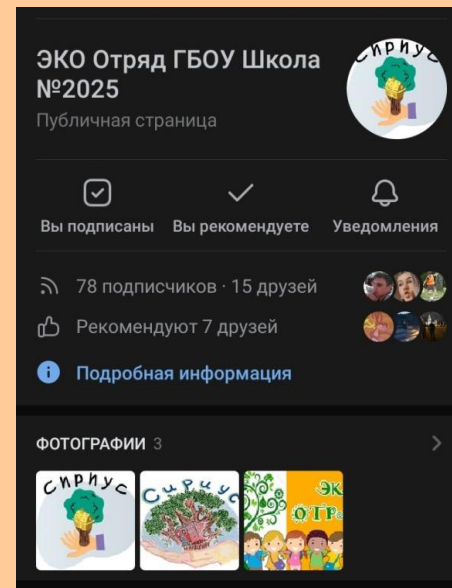 ЭКО Отряд ГБОУ Школа
№2025
Публичная страница
СИРИУС
Вы подписаны Вы рекомендуете Уведомления
78 подписчиков · 15 друзей
Рекомендуют 7 друзей
Подробная информация
ФОТОГРАФИИ 3
СИРИУС
Сириус
ЭК
ОТР